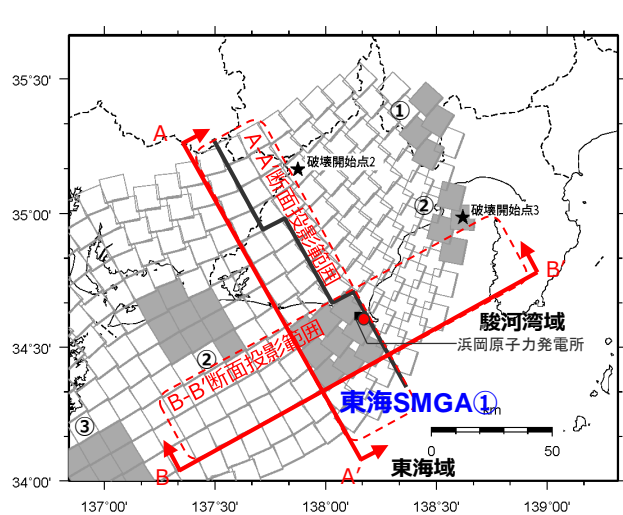 35°30'
35°00'
34°30'
34°00'
137°00'
137°30'
138°00'
138°30'
139°00'
A
A-A'断面投影範囲
破壊開始点2
①
②
破壊開始点3
B'
駿河湾域
浜岡原子力発電所
②
B-B'断面投影範囲
東海SMGA①
km
0
50
③
B
A'
東海域